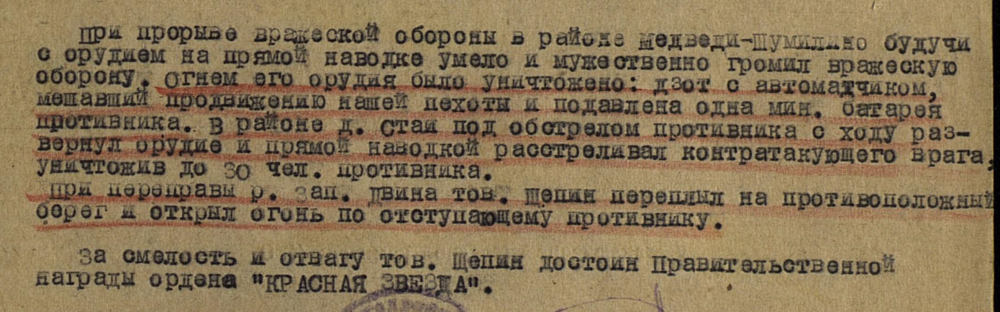 При прорыве вражеской обороны в районе Медведи-Шумилино будучи
с орудием на прямой наводке умело и мужественно громил вражескую
оборону. Огнем его орудия было уничтожено: дзот с автоматчиком,
мешавший продвижению нашей пехоты и подавлена одна мин. батарея
противника. В районе д. Стаи под обстрелом противника с ходу раз-
вернул орудие и прямой наводкой расстреливал контратакующего врага,
уничтожив до 30 чел. противника.
При переправы р. Зап. Двина тов. Щепин переплыл на противоположный
берег и открыл огонь по отступающему противнику.
За смелость и отвагу тов. Щепин достоин Правительственной
награды ордена "КРАСНАЯ ЗВЕЗДА".